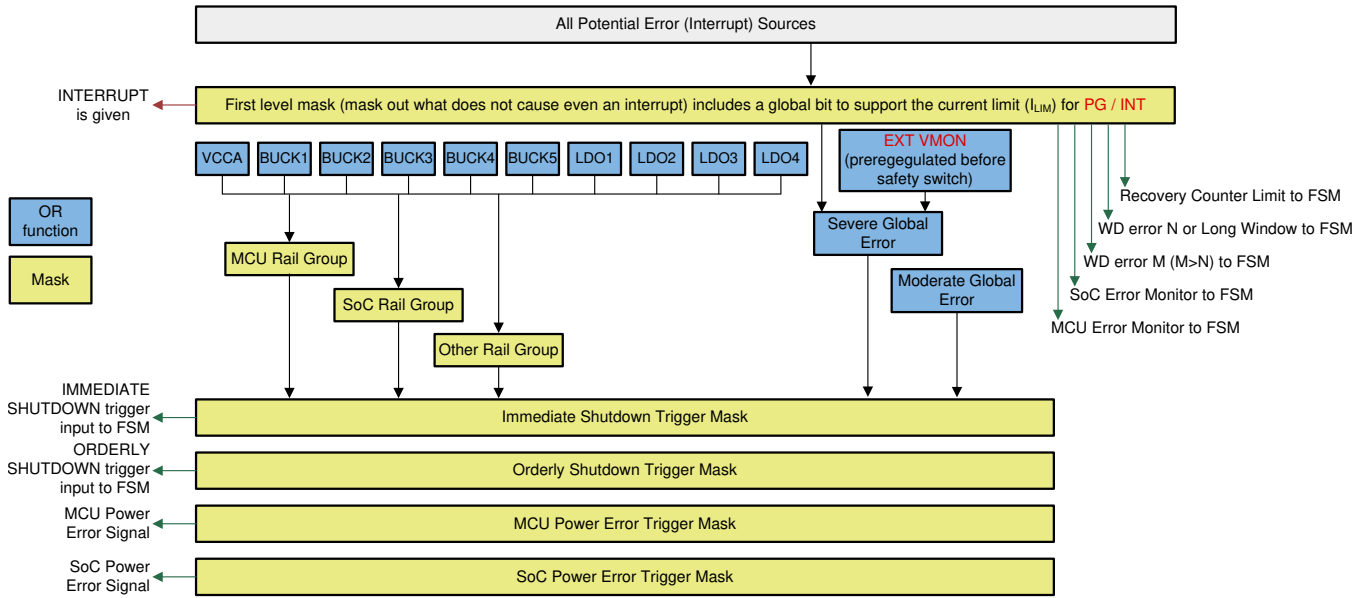 All Potential Error (Interrupt) Sources
INTERRUPT
is given
First level mask (mask out what does not cause even an interrupt) includes a global bit to support the current limit (ILIM) for PG / INT
VCCA
BUCK1
BUCK2
BUCK3
BUCK4
BUCK5
LDO1
LDO2
LDO3
LDO4
EXT VMON
(preregegulated before
safety switch)
Recovery Counter Limit to FSM
OR
function
Severe Global
Error
WD error N or Long Window to FSM
MCU Rail Group
WD error M (M>N) to FSM
Mask
Moderate Global
Error
SoC Rail Group
SoC Error Monitor to FSM
MCU Error Monitor to FSM
Other Rail Group
IMMEDIATE
SHUTDOWN trigger
input to FSM
Immediate Shutdown Trigger Mask
ORDERLY
SHUTDOWN trigger
input to FSM
Orderly Shutdown Trigger Mask
MCU Power
Error Signal
MCU Power Error Trigger Mask
SoC Power
Error Signal
SoC Power Error Trigger Mask